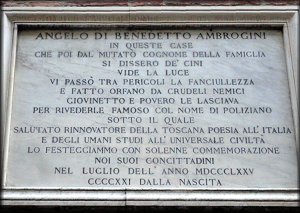 ANGELO DI BENEDETTO AMBROGINI
IN QUESTE CASE
CHE POI DAL MUTATO COGNOME DELLA FAMIGLIA
SI DISSERO DE' CINI
VIDE LA LUCE
VI PASSÒ TRA PERICOLI LA FANCIULLEZZA
E FATTO ORFANO DA CRUDELI NEMICI
GIOVINETTO E POVERO LE LASCIAVA
PER RIVEDERLE FAMOSO COL NOME DI POLIZIANO
SOTTO IL QUALE
SALUTATO RINNOVATORE DELLA TOSCANA POESIA ALL'ITALIA
E DEGLI UMANI STUDI ALL'UNIVERSALE CIVILTÀ
LO FESTEGGIAMMO CON SOLENNE COMMEMORAZIONE
NOI SUOI CONCITTADINI
NEL LUGLIO DELL' ANNO MDCCCLXXV
CCCCXXI DALLA NASCITA